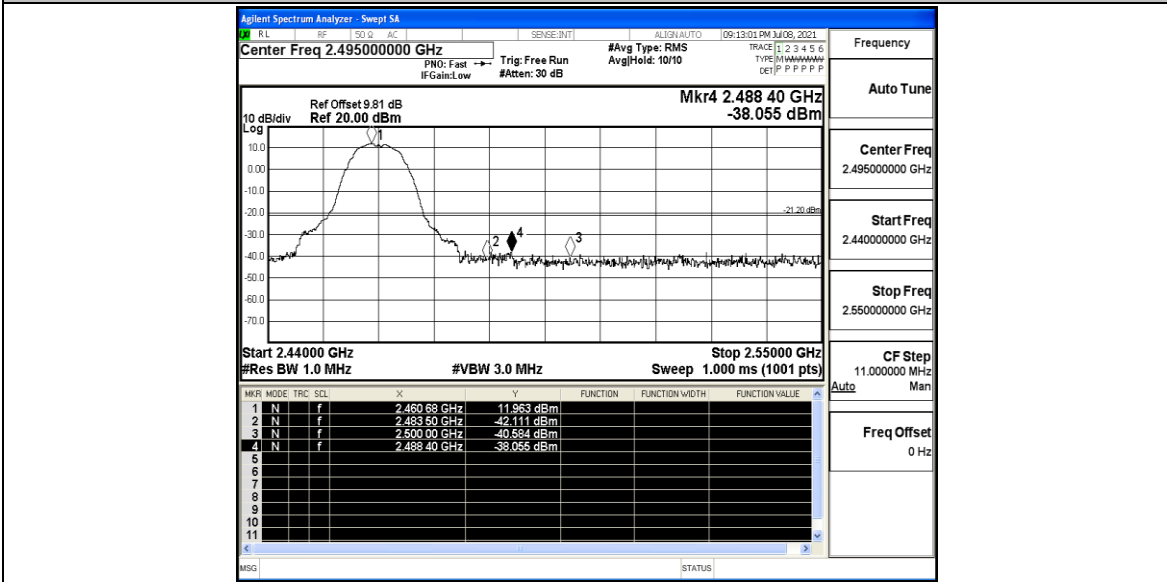 Agilent Spectrum Analyzer - Swept SA
RL RF 50 Ω AC SENSE:INT ALIGNAUTO 09:13:01 PM Jul 08, 2021
Center Freq 2.495000000 GHz
PNO: Fast
IFGain:Low
Trig: Free Run
#Atten: 30 dB
#Avg Type: RMS
Avg|Hold: 10/10
TRACE 1 2 3 4 5 6
TYPE MWWWWW
DET P P P P P P
Frequency
Auto Tune
Center Freq
2.495000000 GHz
Start Freq
2.440000000 GHz
Stop Freq
2.550000000 GHz
CF Step
11.000000 MHz
Auto Man
Freq Offset
0 Hz
Mkr4 2.488 40 GHz
-38.055 dBm
Ref Offset 9.81 dB
10 dB/div Ref 20.00 dBm
Log
10.0
0.00
-10.0
-20.0
-30.0
-40.0
-50.0
-60.0
-70.0
1
2
4
3
-21.20 dBm
Start 2.44000 GHz Stop 2.55000 GHz
#Res BW 1.0 MHz #VBW 3.0 MHz Sweep 1.000 ms (1001 pts)
MKR MODE TRC SCL X Y FUNCTION FUNCTION WIDTH FUNCTION VALUE
1 N f 2.460 68 GHz 11.963 dBm
2 N f 2.483 50 GHz -42.111 dBm
3 N f 2.500 00 GHz -40.584 dBm
4 N f 2.488 40 GHz -38.055 dBm
5
6
7
8
9
10
11
MSG STATUS